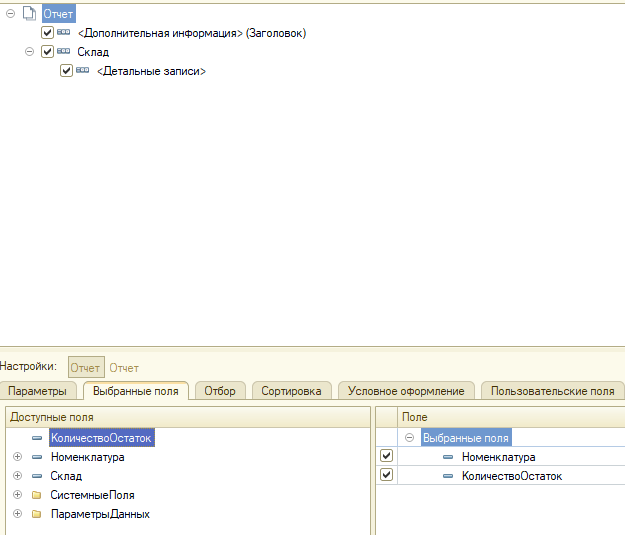 Отчет
<Дополнительная информация> (Заголовок)
Склад
<Детальные записи>
Настройки: Отчет Отчет
Параметры Выбранные поля Отбор Сортировка Условное оформление Пользовательские поля
Доступные поля
КоличествоОстаток
Номенклатура
Склад
СистемныеПоля
ПараметрыДанных
Поле
Выбранные поля
Номенклатура
КоличествоОстаток